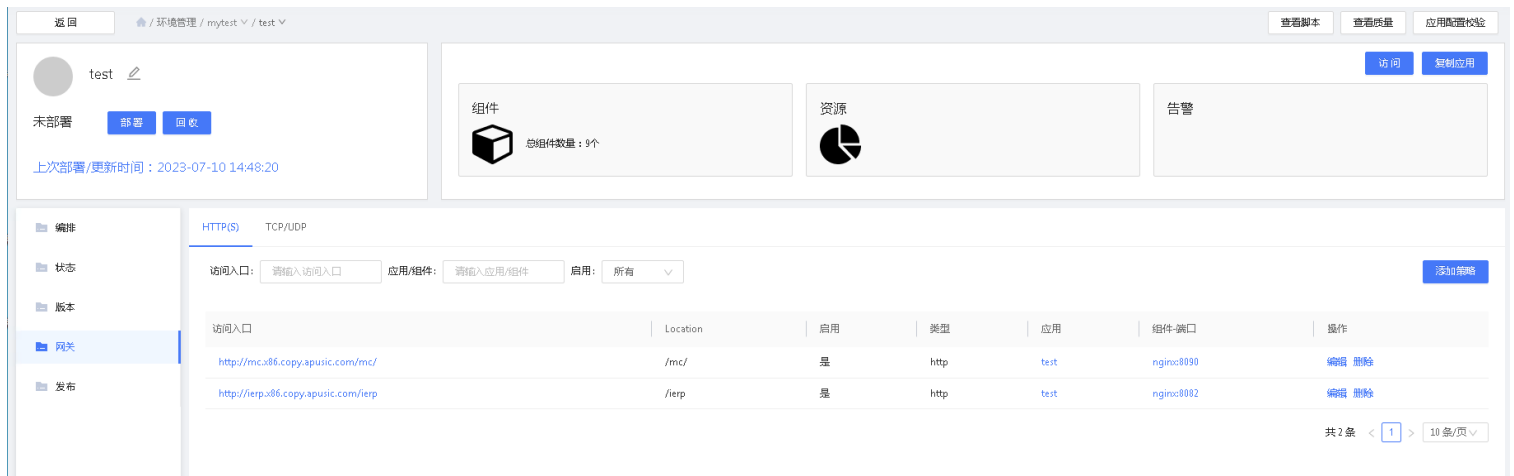 返 回 / 环境管理 / mytest / test 查看脚本 查看质量 应用配置校验
test
未部署 部 署 回 收
上次部署/更新时间：2023-07-10 14:48:20
访 问 复制应用
组件
总组件数量：9个
资源
告警
编排
状态
版本
网关
发布
HTTP(S) TCP/UDP
访问入口: 请输入访问入口 应用/组件: 请输入应用/组件 启用: 所有 添加策略
访问入口 Location 启用 类型 应用 组件-端口 操作
http://mc.x86.copy.apusic.com/mc/ /mc/ 是 http test nginx:8090 编辑 删除
http://ierp.x86.copy.apusic.com/ierp /ierp 是 http test nginx:8082 编辑 删除
共 2 条 < 1 > 10 条/页